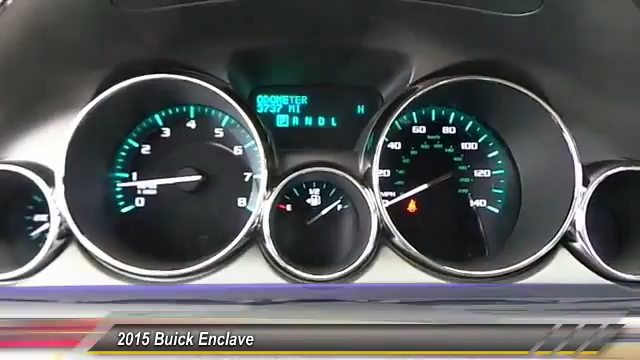 ODOMETER
3737 MI N
P R N D L
0 1 2 3 4 5 6 7 8
E 1/2 F
20 40 60 80 100 120 140
MPH
2015 Buick Enclave